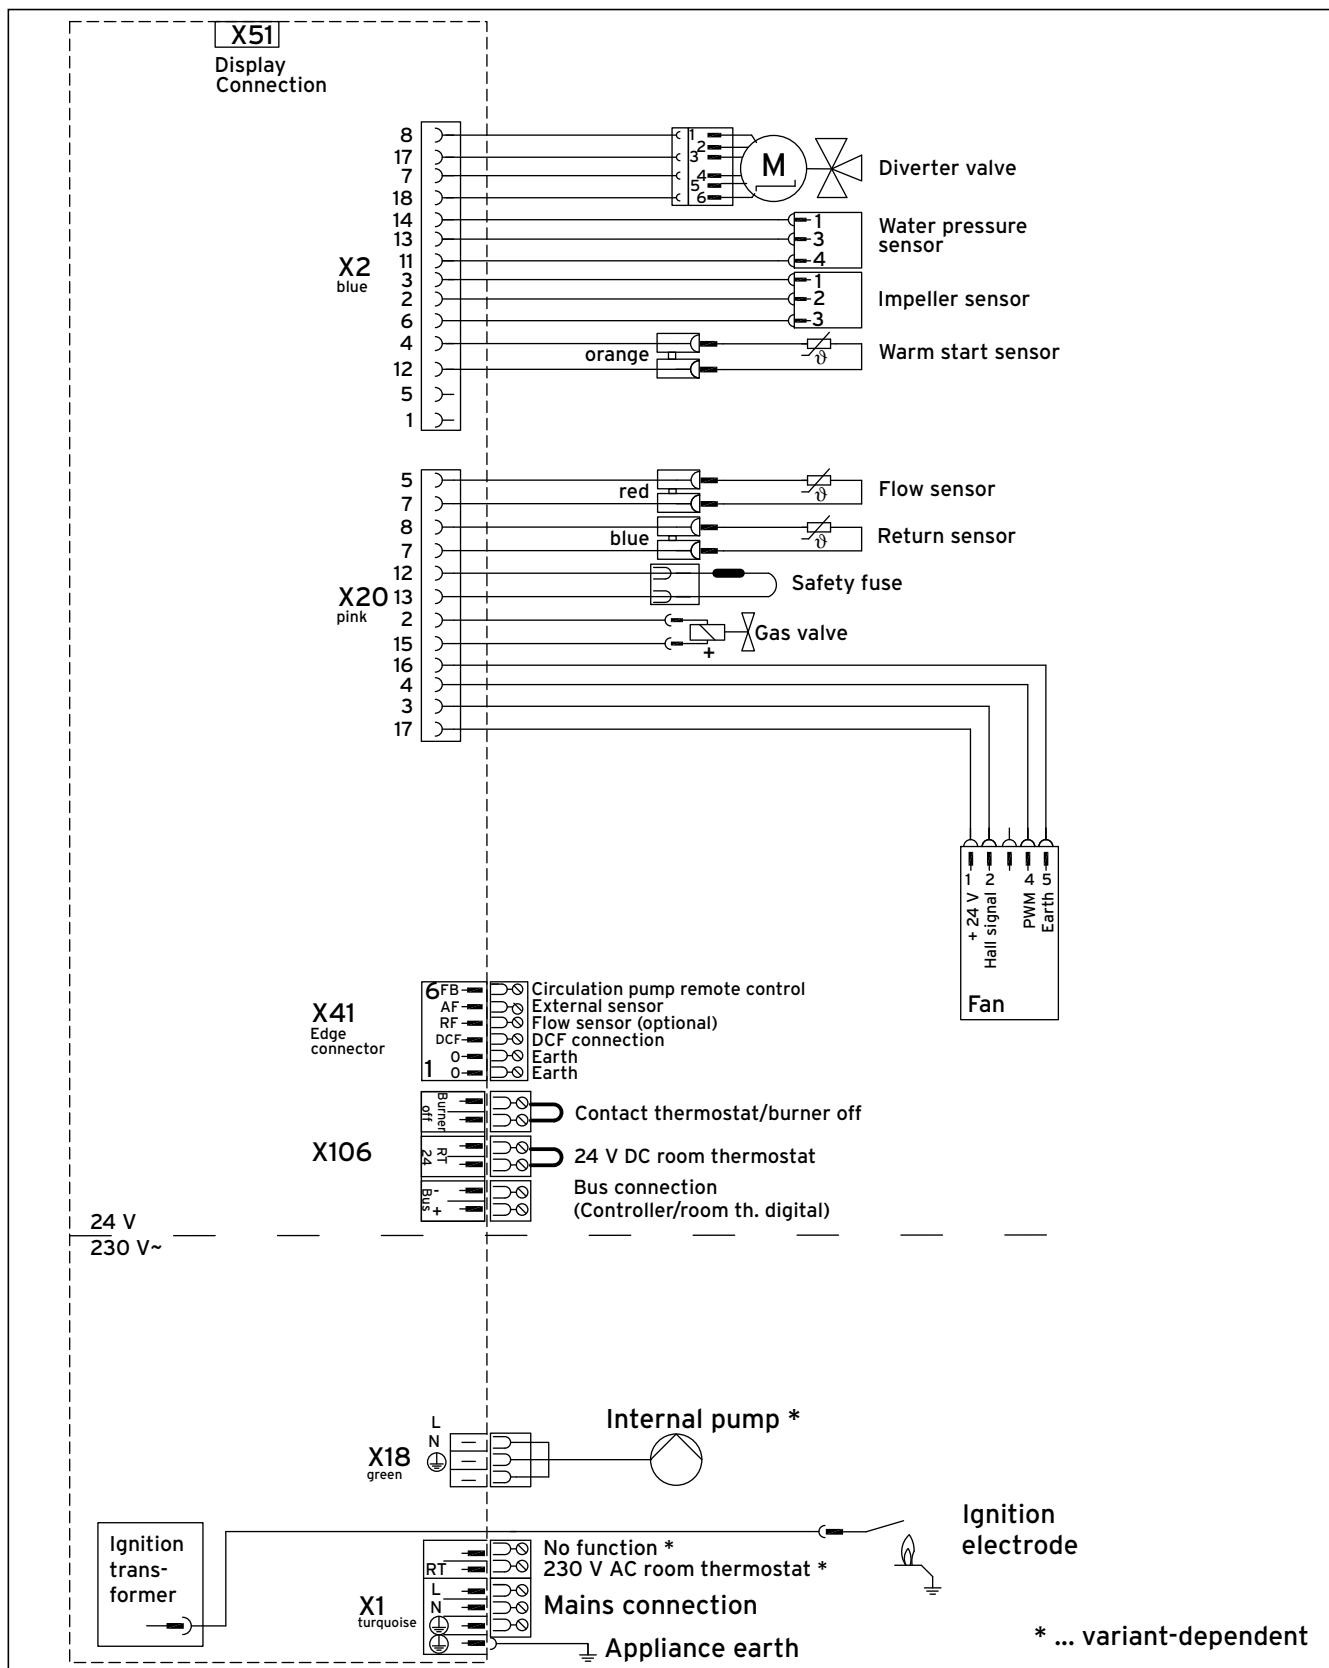 X51
Display
Connection
8
17
7
18
14
13
11
3
2
6
4
12
5
1
X2
blue
1
2
3
4
5
6
M
Diverter valve
1
3
4
Water pressure
sensor
1
2
3
Impeller sensor
orange
ϑ
Warm start sensor
5
7
8
7
12
13
2
15
16
4
3
17
X20
pink
red
ϑ
Flow sensor
blue
ϑ
Return sensor
Safety fuse
+
Gas valve
1 2 4 5
+ 24 V
Hall signal
PWM
Earth
Fan
X41
Edge
connector
6 FB Circulation pump remote control
AF External sensor
RF Flow sensor (optional)
DCF DCF connection
0 Earth
1 0 Earth
X106
Burner
off
Contact thermostat/burner off
RT
24
24 V DC room thermostat
Bus
-
+
Bus connection
(Controller/room th. digital)
24 V
230 V~
L
N
X18
green
Internal pump *
Ignition
trans-
former
Ignition
electrode
No function *
RT 230 V AC room thermostat *
L
N
X1
turquoise
Mains connection
Appliance earth
* ... variant-dependent